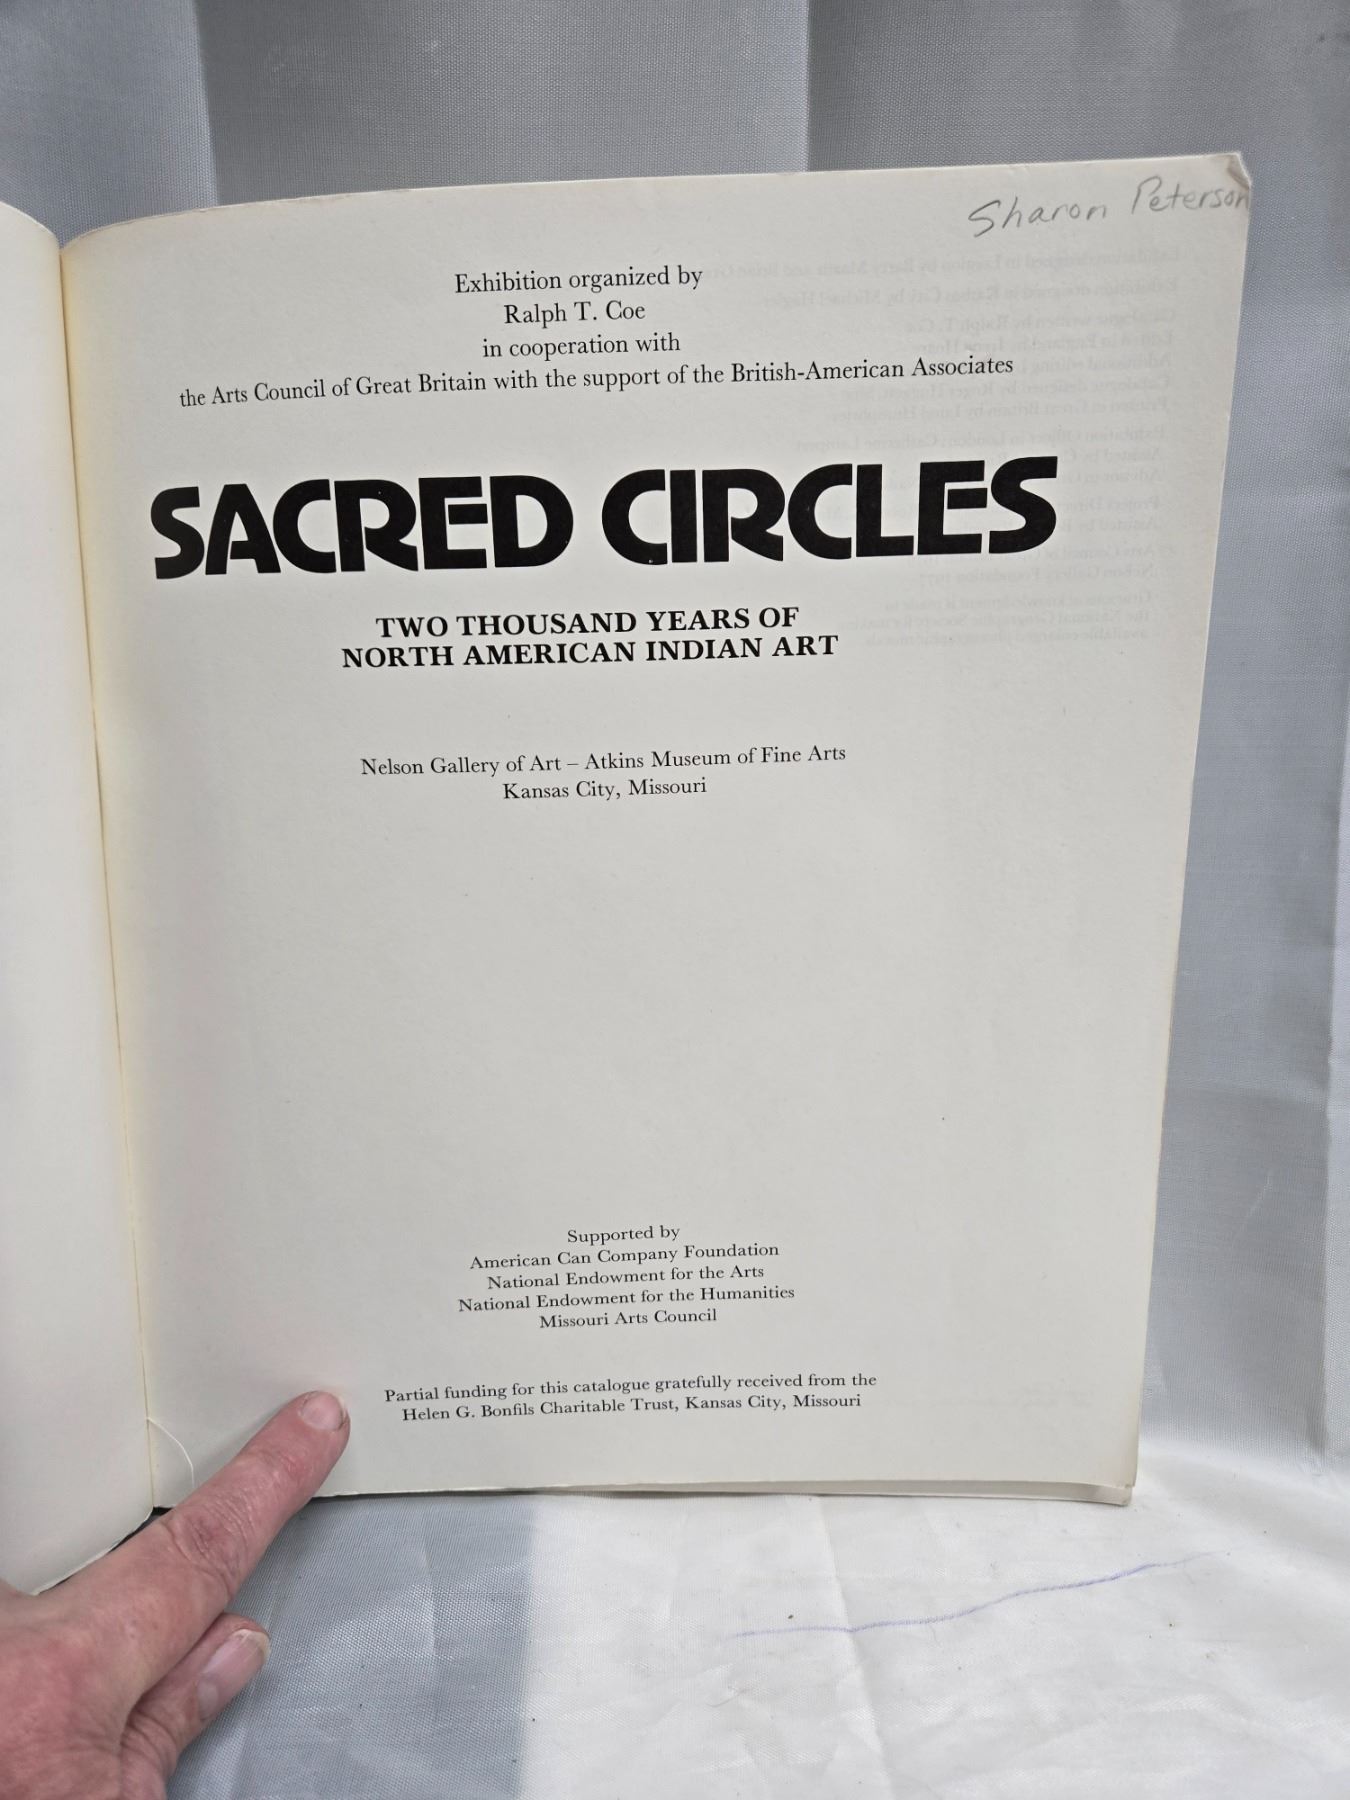 Sharon Peterson
Exhibition organized by
Ralph T. Coe
in cooperation with
the Arts Council of Great Britain with the support of the British-American Associates
SACRED CIRCLES
TWO THOUSAND YEARS OF
NORTH AMERICAN INDIAN ART
Nelson Gallery of Art – Atkins Museum of Fine Arts
Kansas City, Missouri
Supported by
American Can Company Foundation
National Endowment for the Arts
National Endowment for the Humanities
Missouri Arts Council
Partial funding for this catalogue gratefully received from the
Helen G. Bonfils Charitable Trust, Kansas City, Missouri